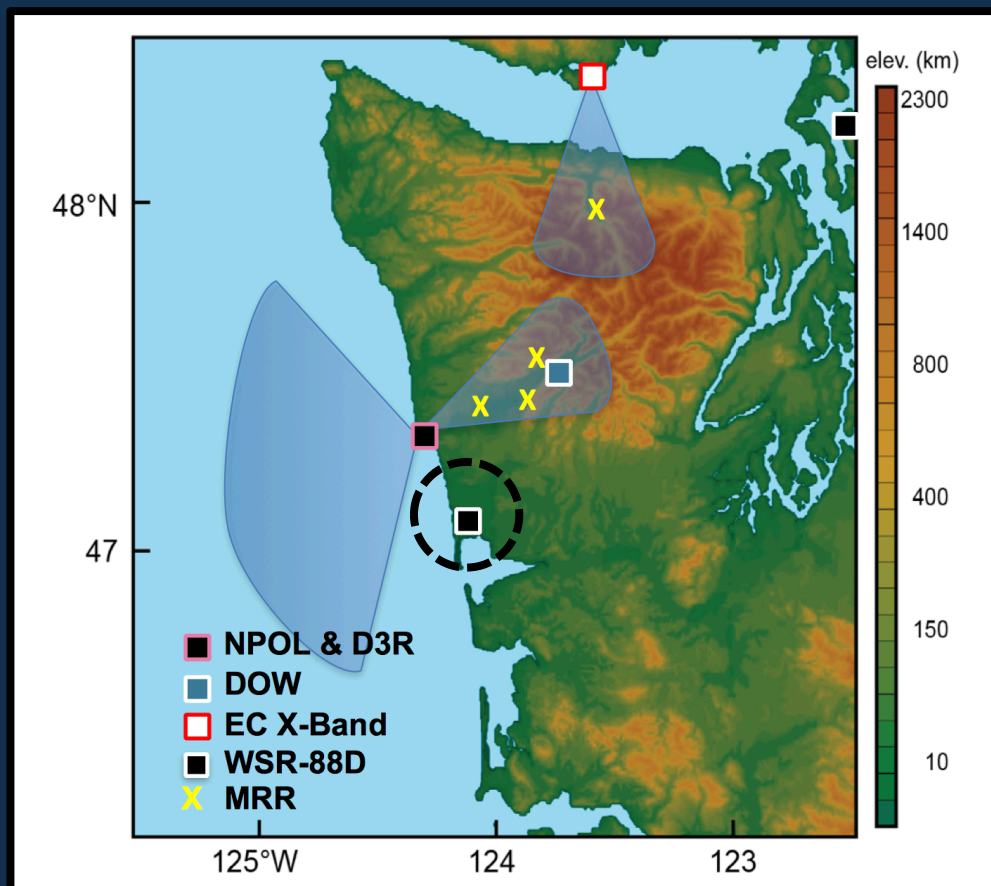 elev. (km)
2300
1400
800
400
150
10
48°N
47
NPOL & D3R
DOW
EC X-Band
WSR-88D
X MRR
X
X
X
X
125°W
124
123